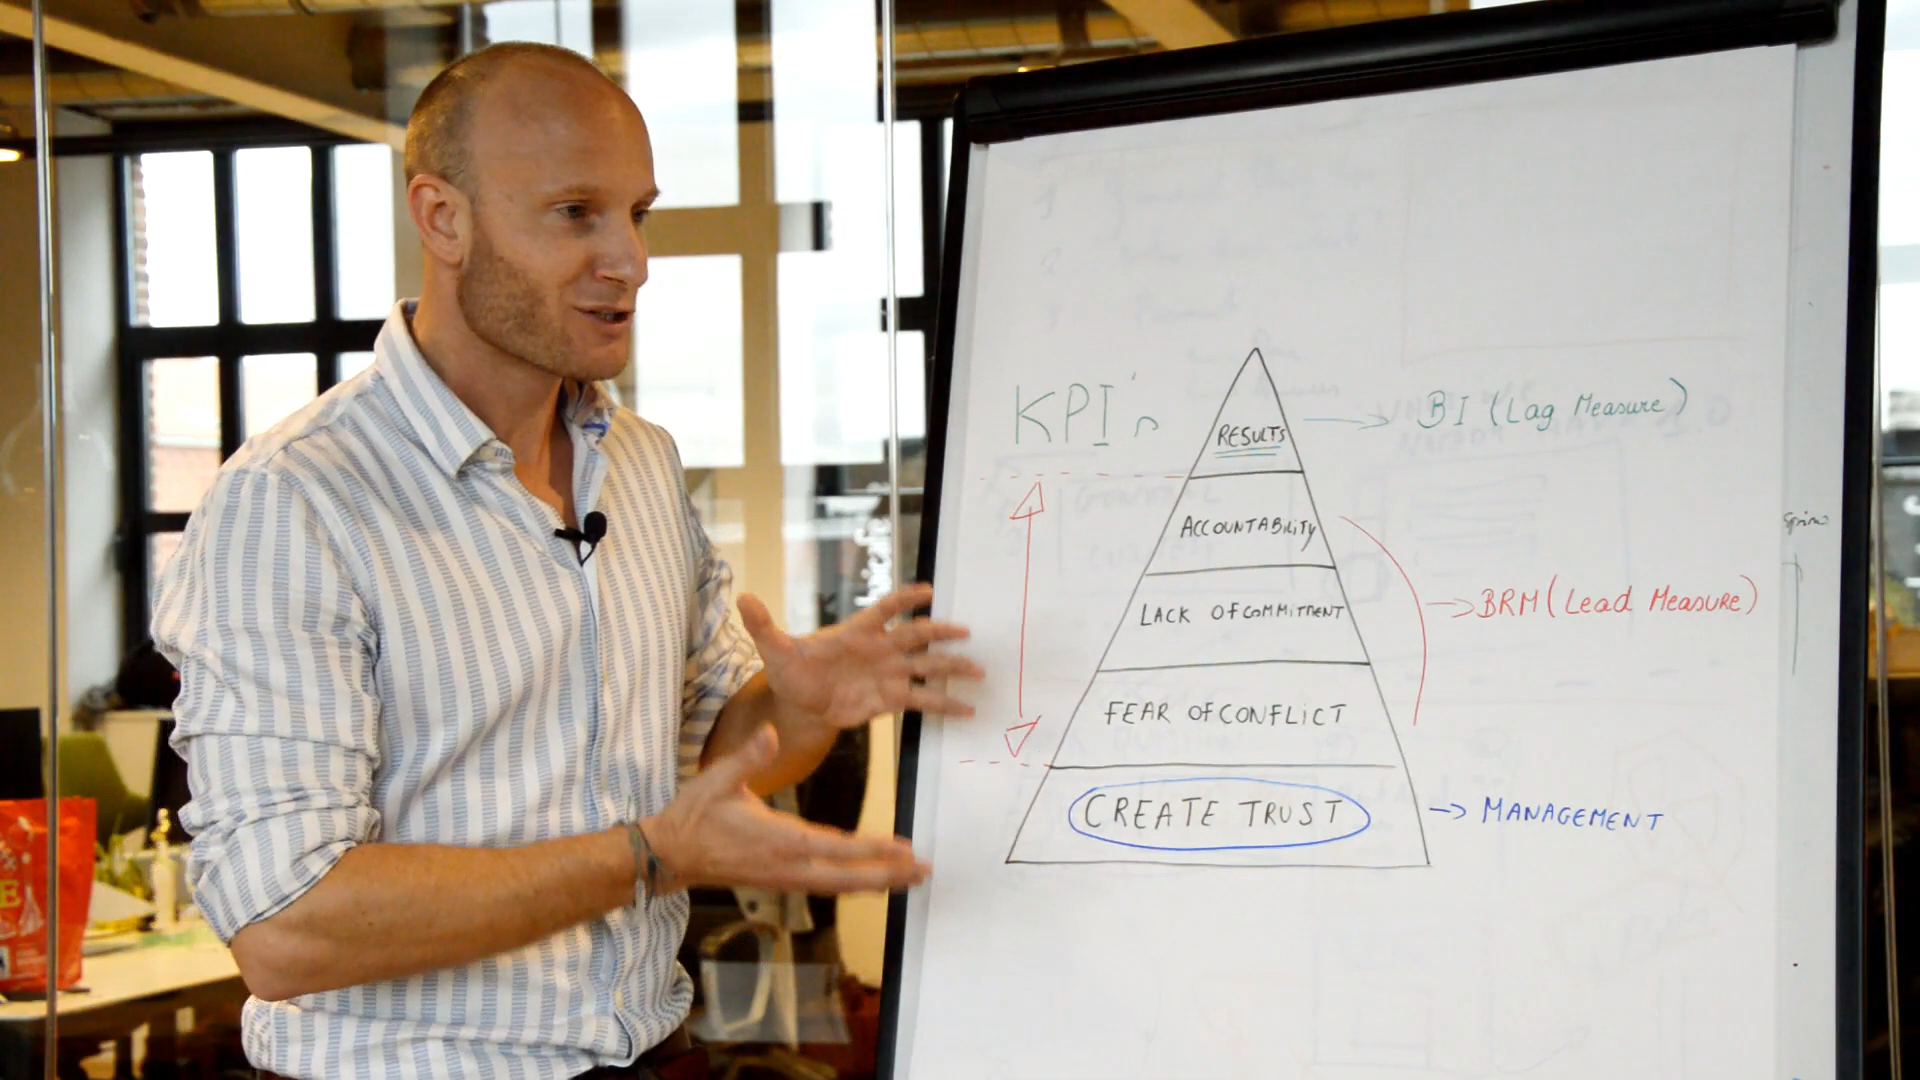 KPI's
RESULTS
BI (Lag Measure)
ACCOUNTABILITY
LACK OF COMMITMENT
BRM (Lead Measure)
FEAR OF CONFLICT
CREATE TRUST
MANAGEMENT